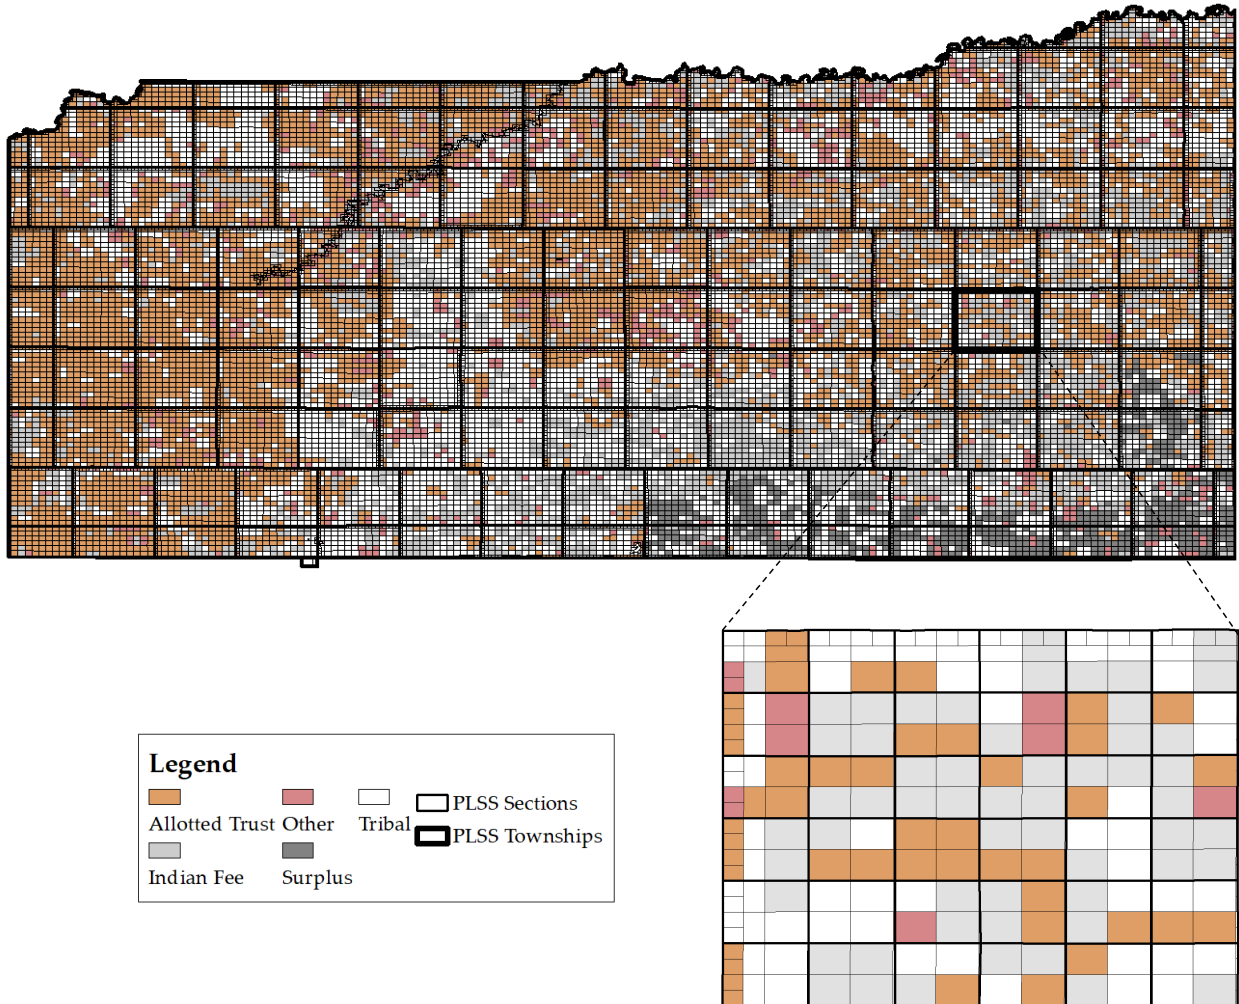 Legend
Allotted Trust
Other
Tribal
Indian Fee
Surplus
PLSS Sections
PLSS Townships